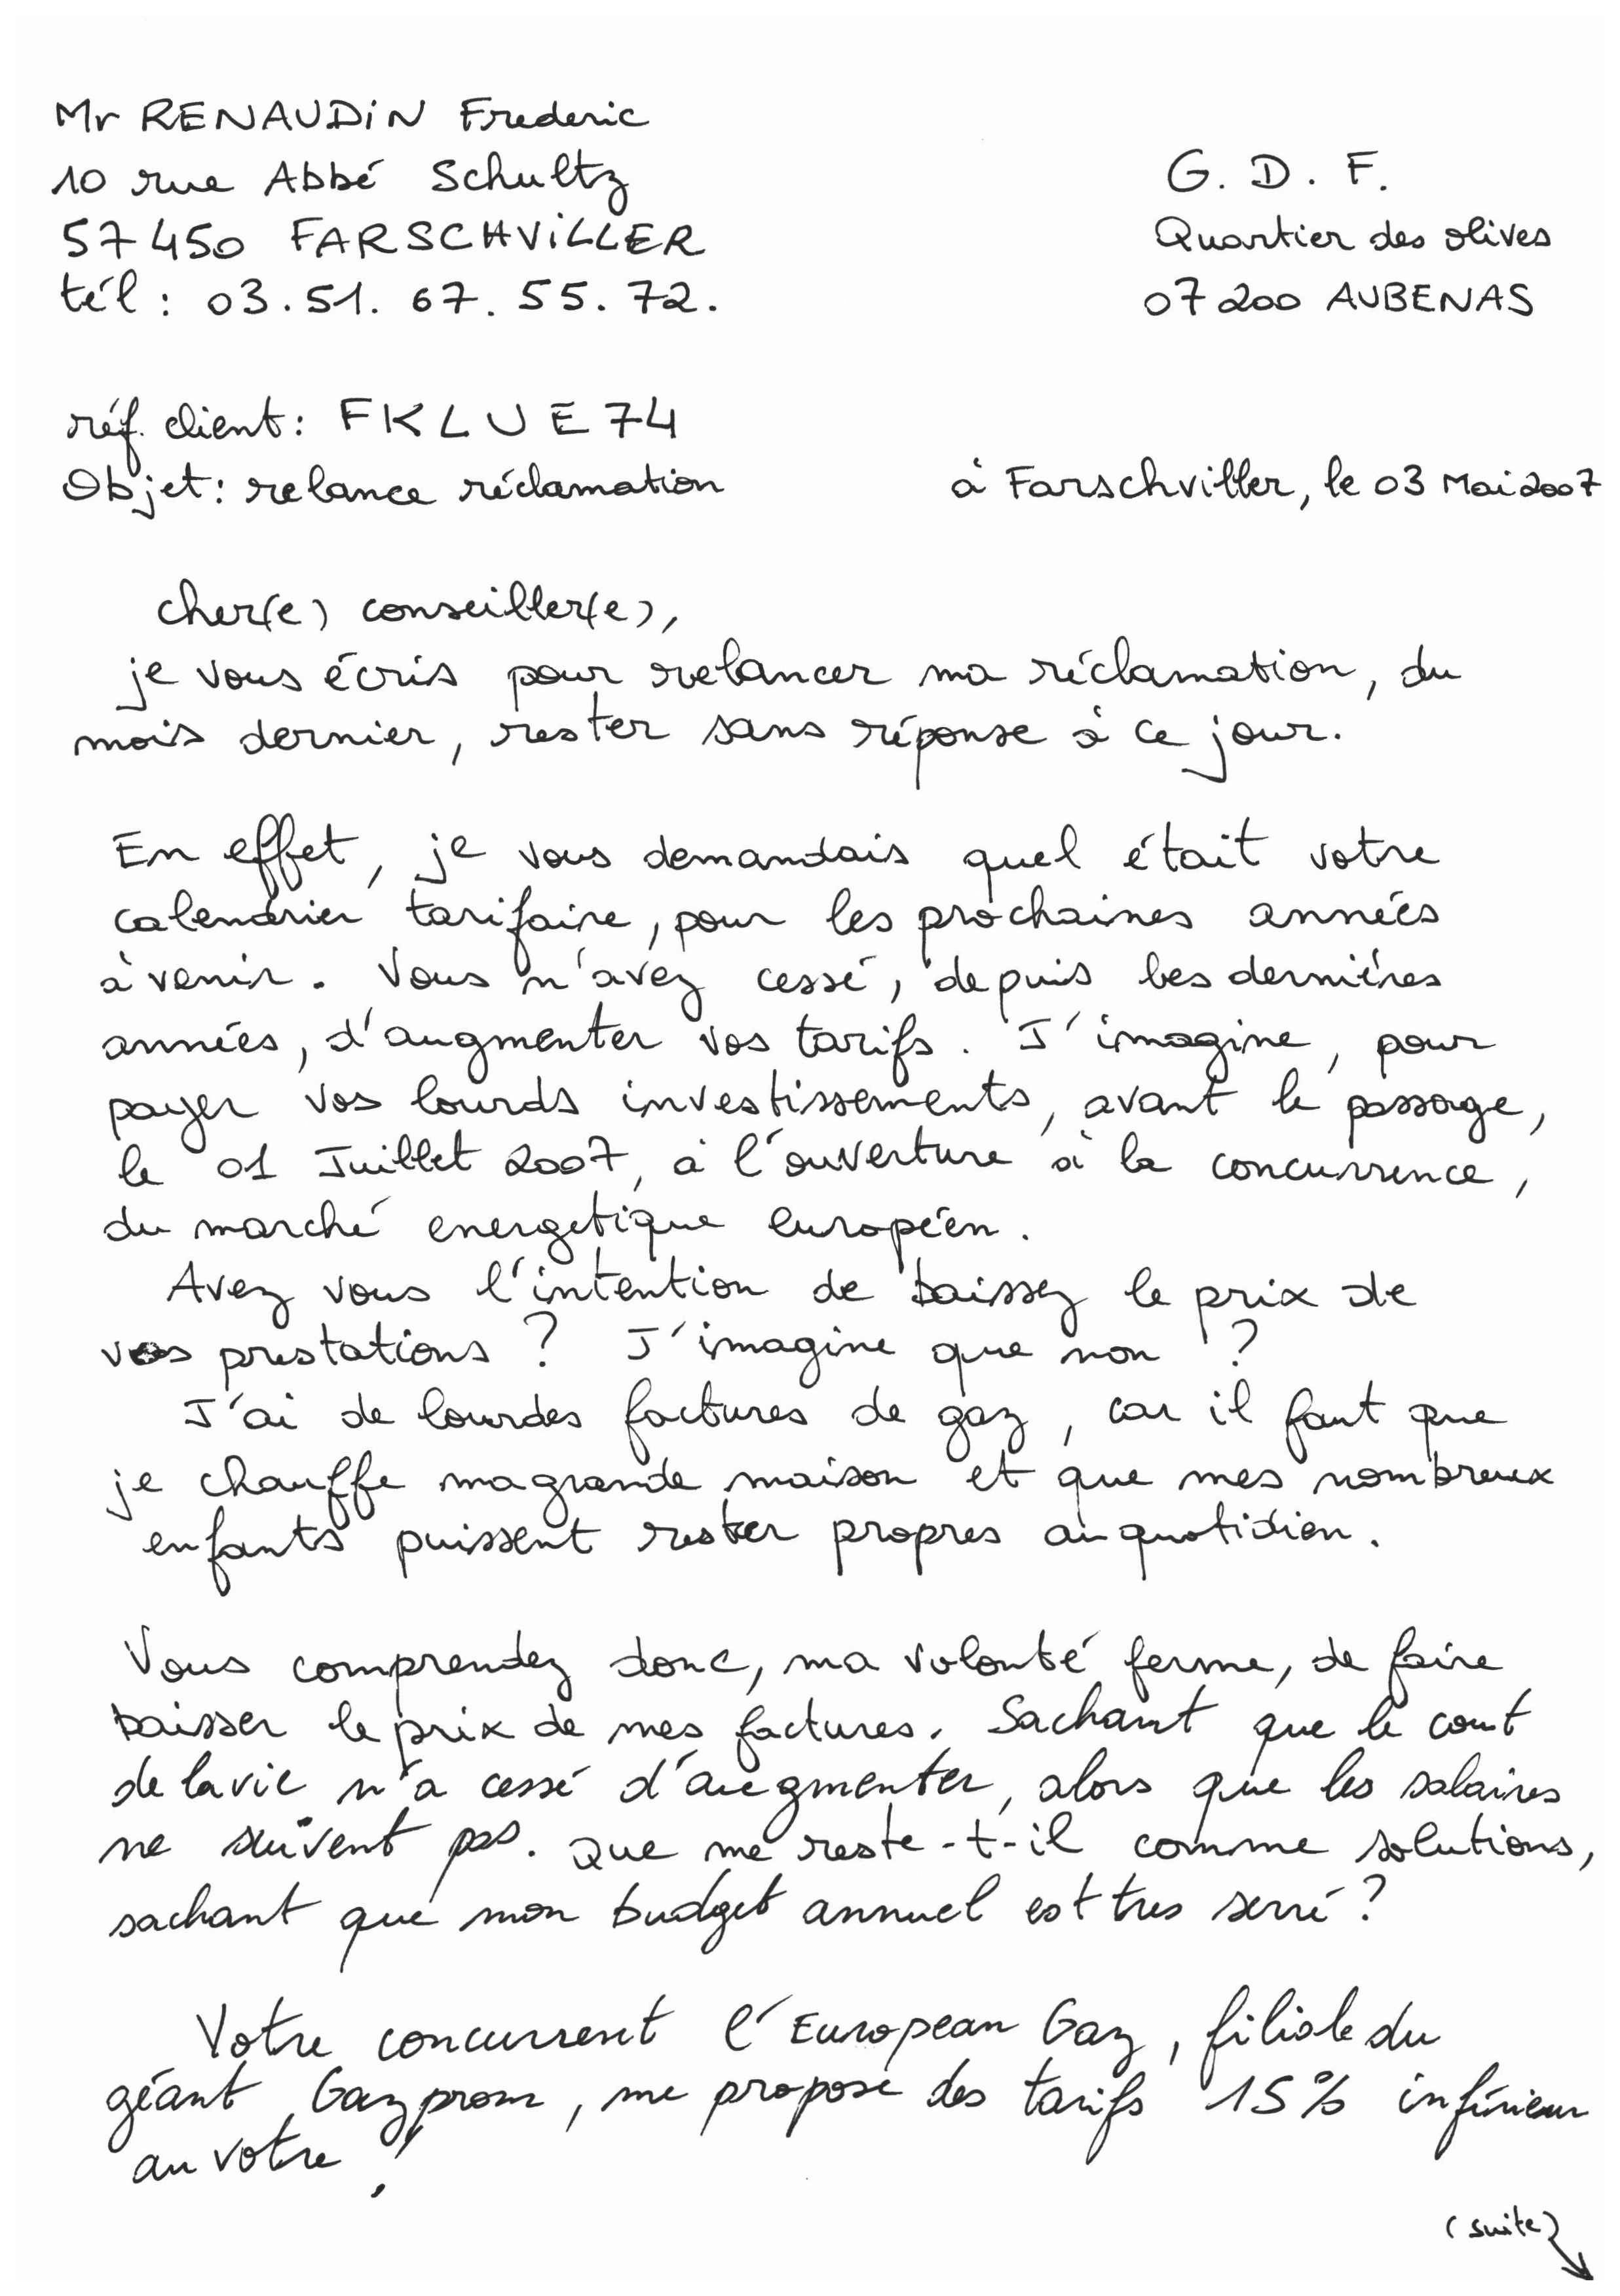 Mr RENAUDIN Frederic
10 rue Abbé Schultz
57450 FARSCHVILLER
tél : 03.51.67.55.72.
G.D.F.
Quartier des olives
07200 AUBENAS
réf. client : FKLUE74
Objet : relance réclamation
à Farschviller, le 03 Mai 2007
cher(e) conseiller(e),
je vous écris pour relancer ma réclamation, du
mois dernier, rester sans réponse à ce jour.
En effet, je vous demandais quel était votre
calendrier tarifaire, pour les prochaines années
à venir. Vous n'avez cessé, depuis les dernières
années, d'augmenter vos tarifs. J'imagine, pour
payer vos lourds investissements, avant le passage,
le 01 Juillet 2007, à l'ouverture à la concurrence,
du marché energetique européen.
Avez vous l'intention de baissez le prix de
vos prestations ? J'imagine que non ?
J'ai de lourdes factures de gaz, car il faut que
je chauffe ma grande maison et que mes nombreux
enfants puissent rester propres au quotidien.
Vous comprendez donc, ma volonté ferme, de faire
baisser le prix de mes factures. Sachant que le cout
de la vie n'a cessé d'augmenter, alors que les salaires
ne suivent pas. Que me reste-t-il comme solutions,
sachant que mon budget annuel est tres serré ?
Votre concurrent l'European Gaz, filiale du
géant Gazprom, me propose des tarifs 15% inférieur
au votre !
(suite)